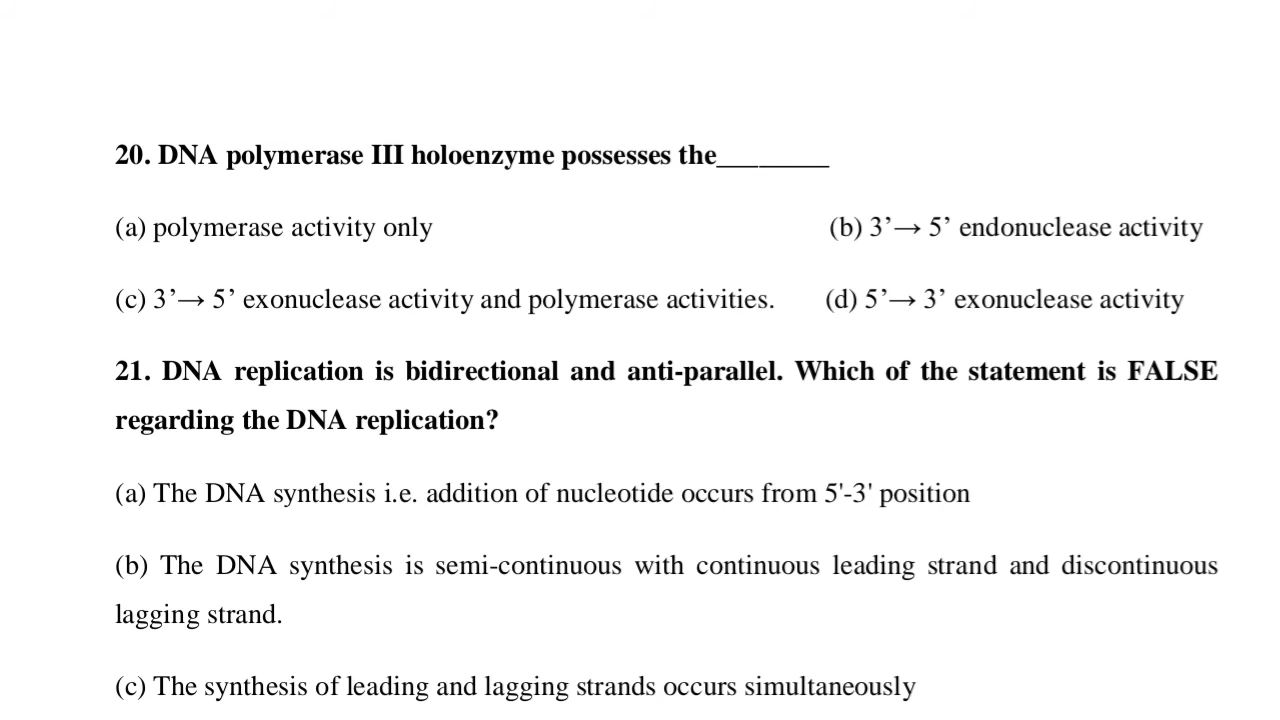 20. DNA polymerase III holoenzyme possesses the________
(a) polymerase activity only (b) 3’→ 5’ endonuclease activity
(c) 3’→ 5’ exonuclease activity and polymerase activities. (d) 5’→ 3’ exonuclease activity
21. DNA replication is bidirectional and anti-parallel. Which of the statement is FALSE
regarding the DNA replication?
(a) The DNA synthesis i.e. addition of nucleotide occurs from 5'-3' position
(b) The DNA synthesis is semi-continuous with continuous leading strand and discontinuous
lagging strand.
(c) The synthesis of leading and lagging strands occurs simultaneously